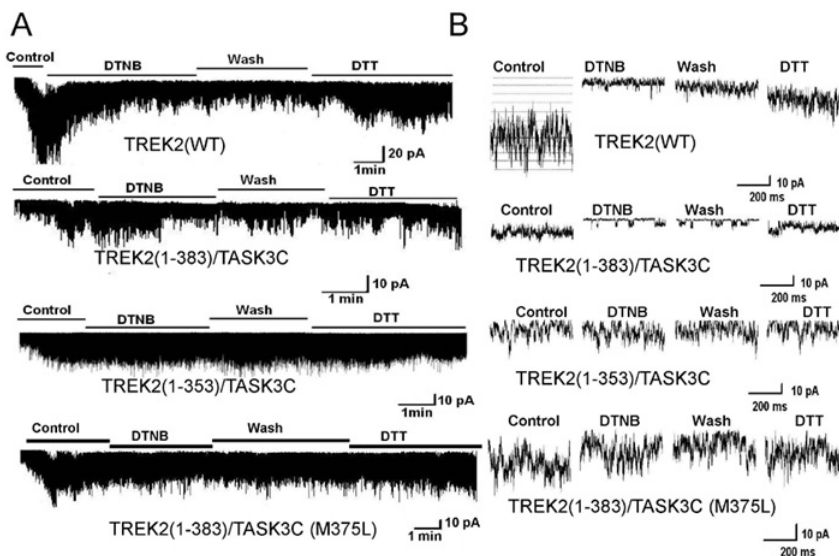 A
Control
DTNB
Wash
DTT
TREK2(WT)
20 pA
1min
Control
DTNB
Wash
DTT
TREK2(1-383)/TASK3C
10 pA
1 min
Control
DTNB
Wash
DTT
TREK2(1-353)/TASK3C
10 pA
1min
Control
DTNB
Wash
DTT
TREK2(1-383)/TASK3C (M375L)
10 pA
1 min
B
Control
DTNB
Wash
DTT
TREK2(WT)
10 pA
200 ms
Control
DTNB
Wash
DTT
TREK2(1-383)/TASK3C
10 pA
200 ms
Control
DTNB
Wash
DTT
TREK2(1-353)/TASK3C
10 pA
200 ms
Control
DTNB
Wash
DTT
TREK2(1-383)/TASK3C (M375L)
10 pA
200 ms